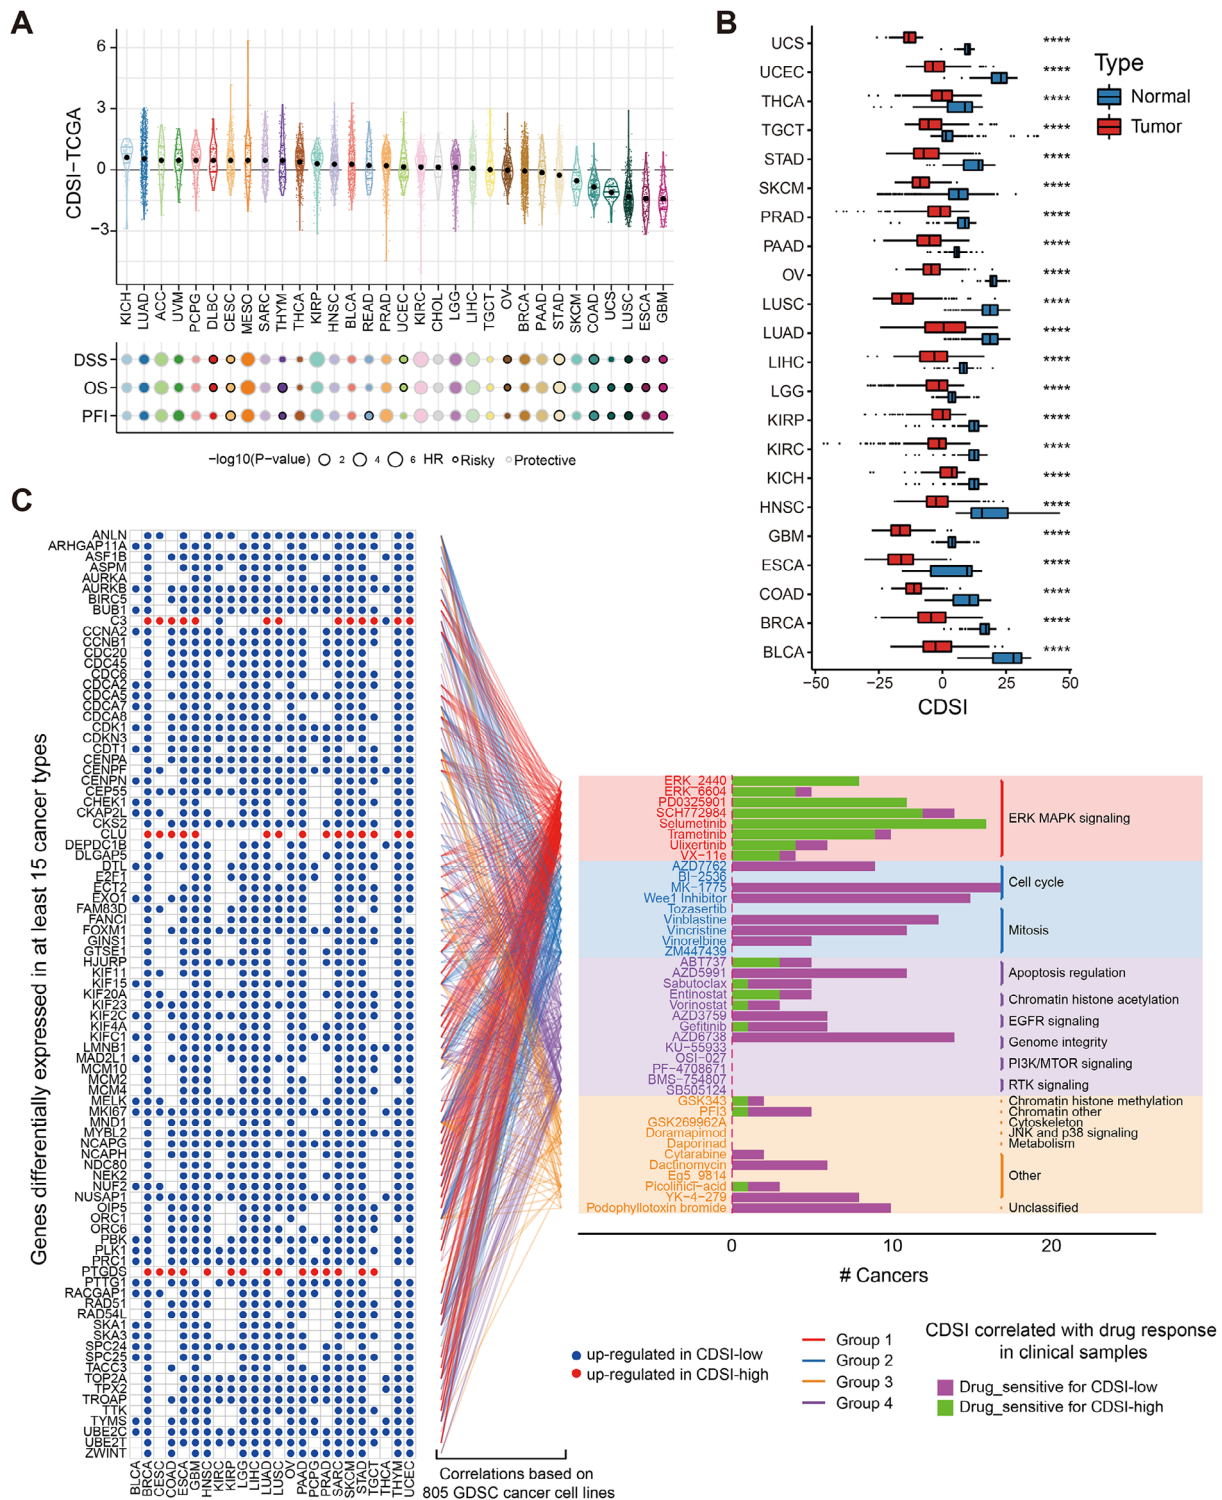 A
CDSI-TCGA
6
3
0
-3
KICH
LUAD
ACC
UVM
PCPG
DLBC
CESC
MESO
SARC
THYM
THCA
KIRP
HNSC
BLCA
READ
PRAD
UCEC
KIRC
CHOL
LGG
LIHC
TGCT
OV
BRCA
PAAD
STAD
SKCM
COAD
UCS
LUSC
ESCA
GBM
DSS
OS
PFI
-log10(P-value) 2 4 6 HR Risky Protective
B
UCS ****
UCEC ****
THCA ****
TGCT ****
STAD ****
SKCM ****
PRAD ****
PAAD ****
OV ****
LUSC ****
LUAD ****
LIHC ****
LGG ****
KIRP ****
KIRC ****
KICH ****
HNSC ****
GBM ****
ESCA ****
COAD ****
BRCA ****
BLCA ****
-50 -25 0 25 50
CDSI
Type
Normal
Tumor
C
Genes differentially expressed in at least 15 cancer types
ANLN
ARHGAP11A
ASF1B
ASPM
AURKA
AURKB
BIRC5
BUB1
C3
CCNA2
CCNB1
CDC20
CDC45
CDC6
CDCA2
CDCA5
CDCA7
CDCA8
CDK1
CDKN3
CDT1
CENPA
CENPF
CENPN
CEP55
CHEK1
CKAP2L
CKS2
CLU
DEPDC1B
DLGAP5
DTL
E2F1
ECT2
EXO1
FAM83D
FANCI
FOXM1
GINS1
GTSE1
HJURP
KIF11
KIF15
KIF20A
KIF23
KIF2C
KIF4A
KIFC1
LMNB1
MAD2L1
MCM10
MCM2
MCM4
MELK
MKI67
MND1
MYBL2
NCAPG
NCAPH
NDC80
NEK2
NUF2
NUSAP1
OIP5
ORC1
ORC6
PBK
PLK1
PRC1
PTGDS
PTTG1
RACGAP1
RAD51
RAD54L
SKA1
SKA3
SPC24
SPC25
TACC3
TOP2A
TPX2
TROAP
TTK
TYMS
UBE2C
UBE2T
ZWINT
BLCA
BRCA
CESC
COAD
ESCA
GBM
HNSC
KIRC
KIRP
LGG
LIHC
LUAD
LUSC
OV
PAAD
PCPG
PRAD
SARC
SKCM
STAD
TGCT
THCA
THYM
UCEC
Correlations based on
805 GDSC cancer cell lines
ERK_2440
ERK_6604
PD0325901
SCH772984
Selumetinib
Trametinib
Ulixertinib
VX-11e
AZD7762
BI-2536
MK-1775
Wee1 Inhibitor
Tozasertib
Vinblastine
Vincristine
Vinorelbine
ZM447439
ABT737
AZD5991
Sabutoclax
Entinostat
Vorinostat
AZD3759
Gefitinib
AZD6738
KU-55933
OSI-027
PF-4708671
BMS-754807
SB505124
GSK343
PFI3
GSK269962A
Doramapimod
Daporinad
Cytarabine
Dactinomycin
Eg5_9814
Picolinici-acid
YK-4-279
Podophyllotoxin bromide
ERK MAPK signaling
Cell cycle
Mitosis
Apoptosis regulation
Chromatin histone acetylation
EGFR signaling
Genome integrity
PI3K/MTOR signaling
RTK signaling
Chromatin histone methylation
Chromatin other
Cytoskeleton
JNK and p38 signaling
Metabolism
Other
Unclassified
0 10 20
# Cancers
up-regulated in CDSI-low
up-regulated in CDSI-high
Group 1
Group 2
Group 3
Group 4
CDSI correlated with drug response
in clinical samples
Drug_sensitive for CDSI-low
Drug_sensitive for CDSI-high